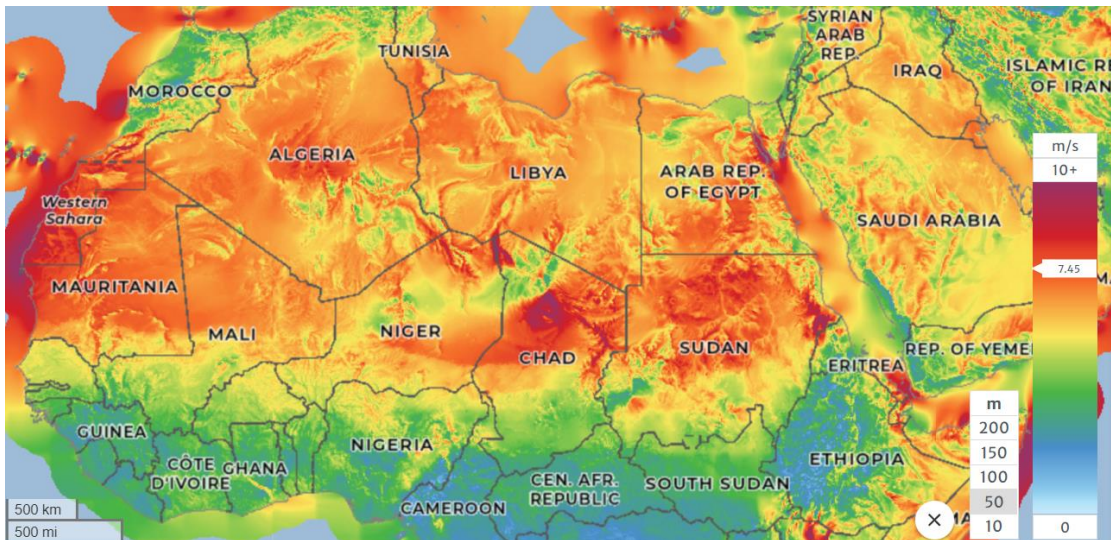 SYRIAN
ARAB
REP.
TUNISIA
IRAQ
ISLAMIC RE
OF IRAN
MOROCCO
ALGERIA
LIBYA
ARAB REP.
OF EGYPT
Western
Sahara
SAUDI ARABIA
MAURITANIA
MALI
NIGER
CHAD
SUDAN
ERITREA
REP. OF YEME
GUINEA
CÔTE
D'IVOIRE
GHANA
NIGERIA
CAMEROON
CEN. AFR.
REPUBLIC
SOUTH SUDAN
ETHIOPIA
m/s
10+
7.45
0
m
200
150
100
50
10
500 km
500 mi